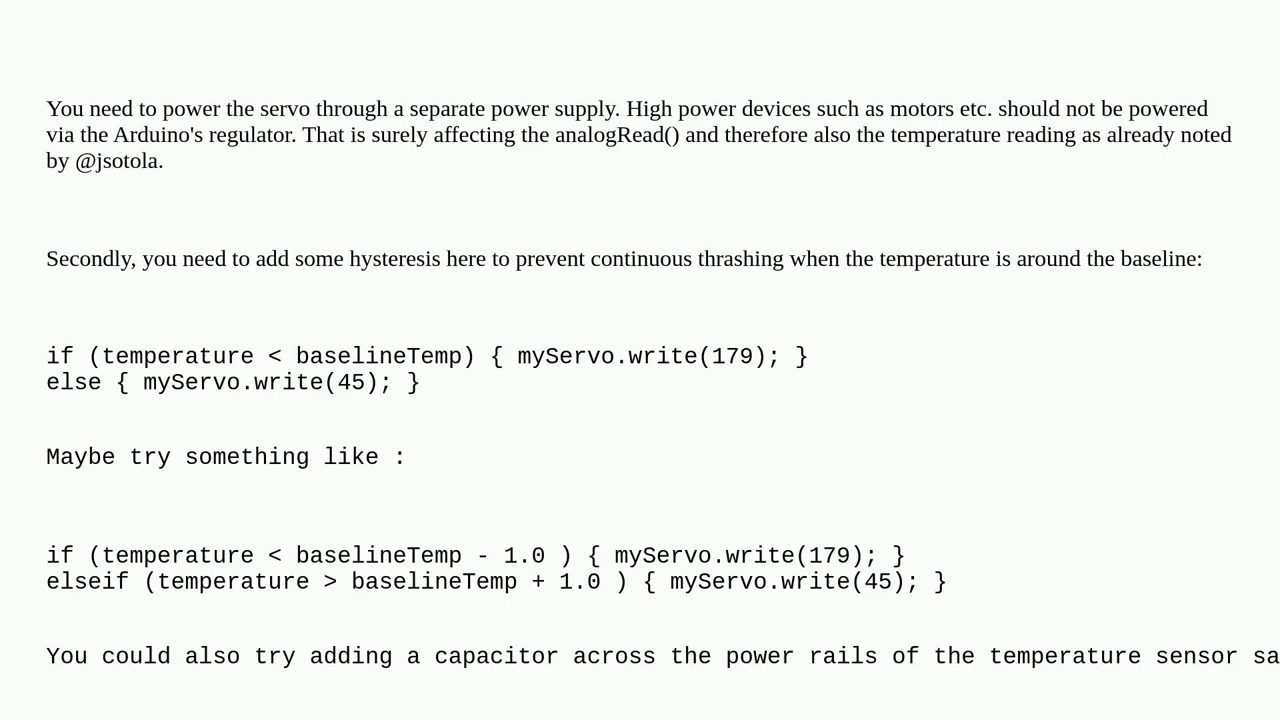 You need to power the servo through a separate power supply. High power devices such as motors etc. should not be powered
via the Arduino's regulator. That is surely affecting the analogRead() and therefore also the temperature reading as already noted
by @jsotola.
Secondly, you need to add some hysteresis here to prevent continuous thrashing when the temperature is around the baseline:
if (temperature < baselineTemp) { myServo.write(179); }
else { myServo.write(45); }
Maybe try something like :
if (temperature < baselineTemp - 1.0 ) { myServo.write(179); }
elseif (temperature > baselineTemp + 1.0 ) { myServo.write(45); }
You could also try adding a capacitor across the power rails of the temperature sensor